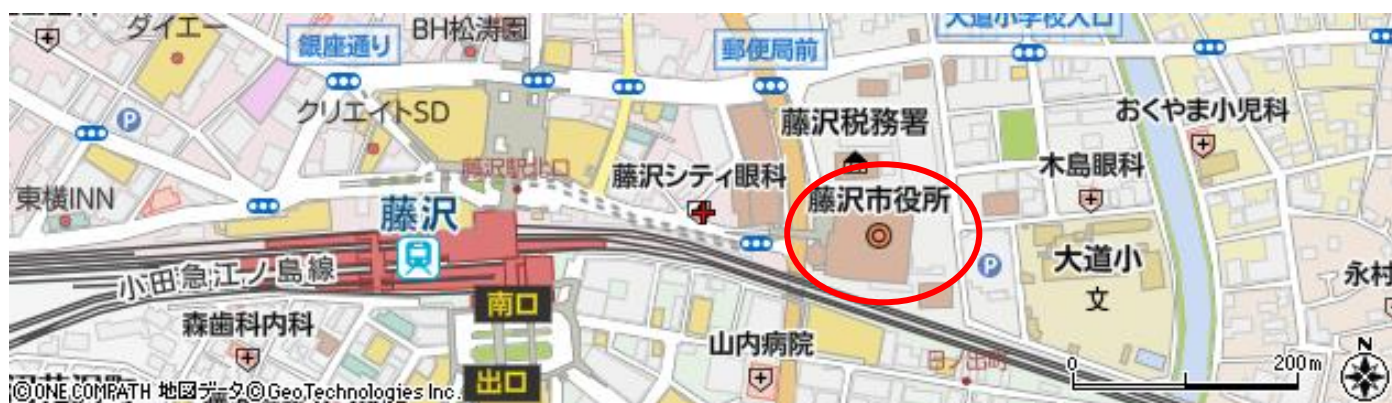 ダイエー
BH松涛園
銀座通り
郵便局前
大道小学校入口
クリエイトSD
藤沢税務署
おくやま小児科
藤沢駅北口
藤沢シティ眼科
木島眼科
東横INN
藤沢
藤沢市役所
大道小
文
小田急江ノ島線
南口
永村
森歯科内科
山内病院
日ノ出町
0
200m
N
出口
©ONE COMPATH 地図データ©GeoTechnologies Inc.
P
P